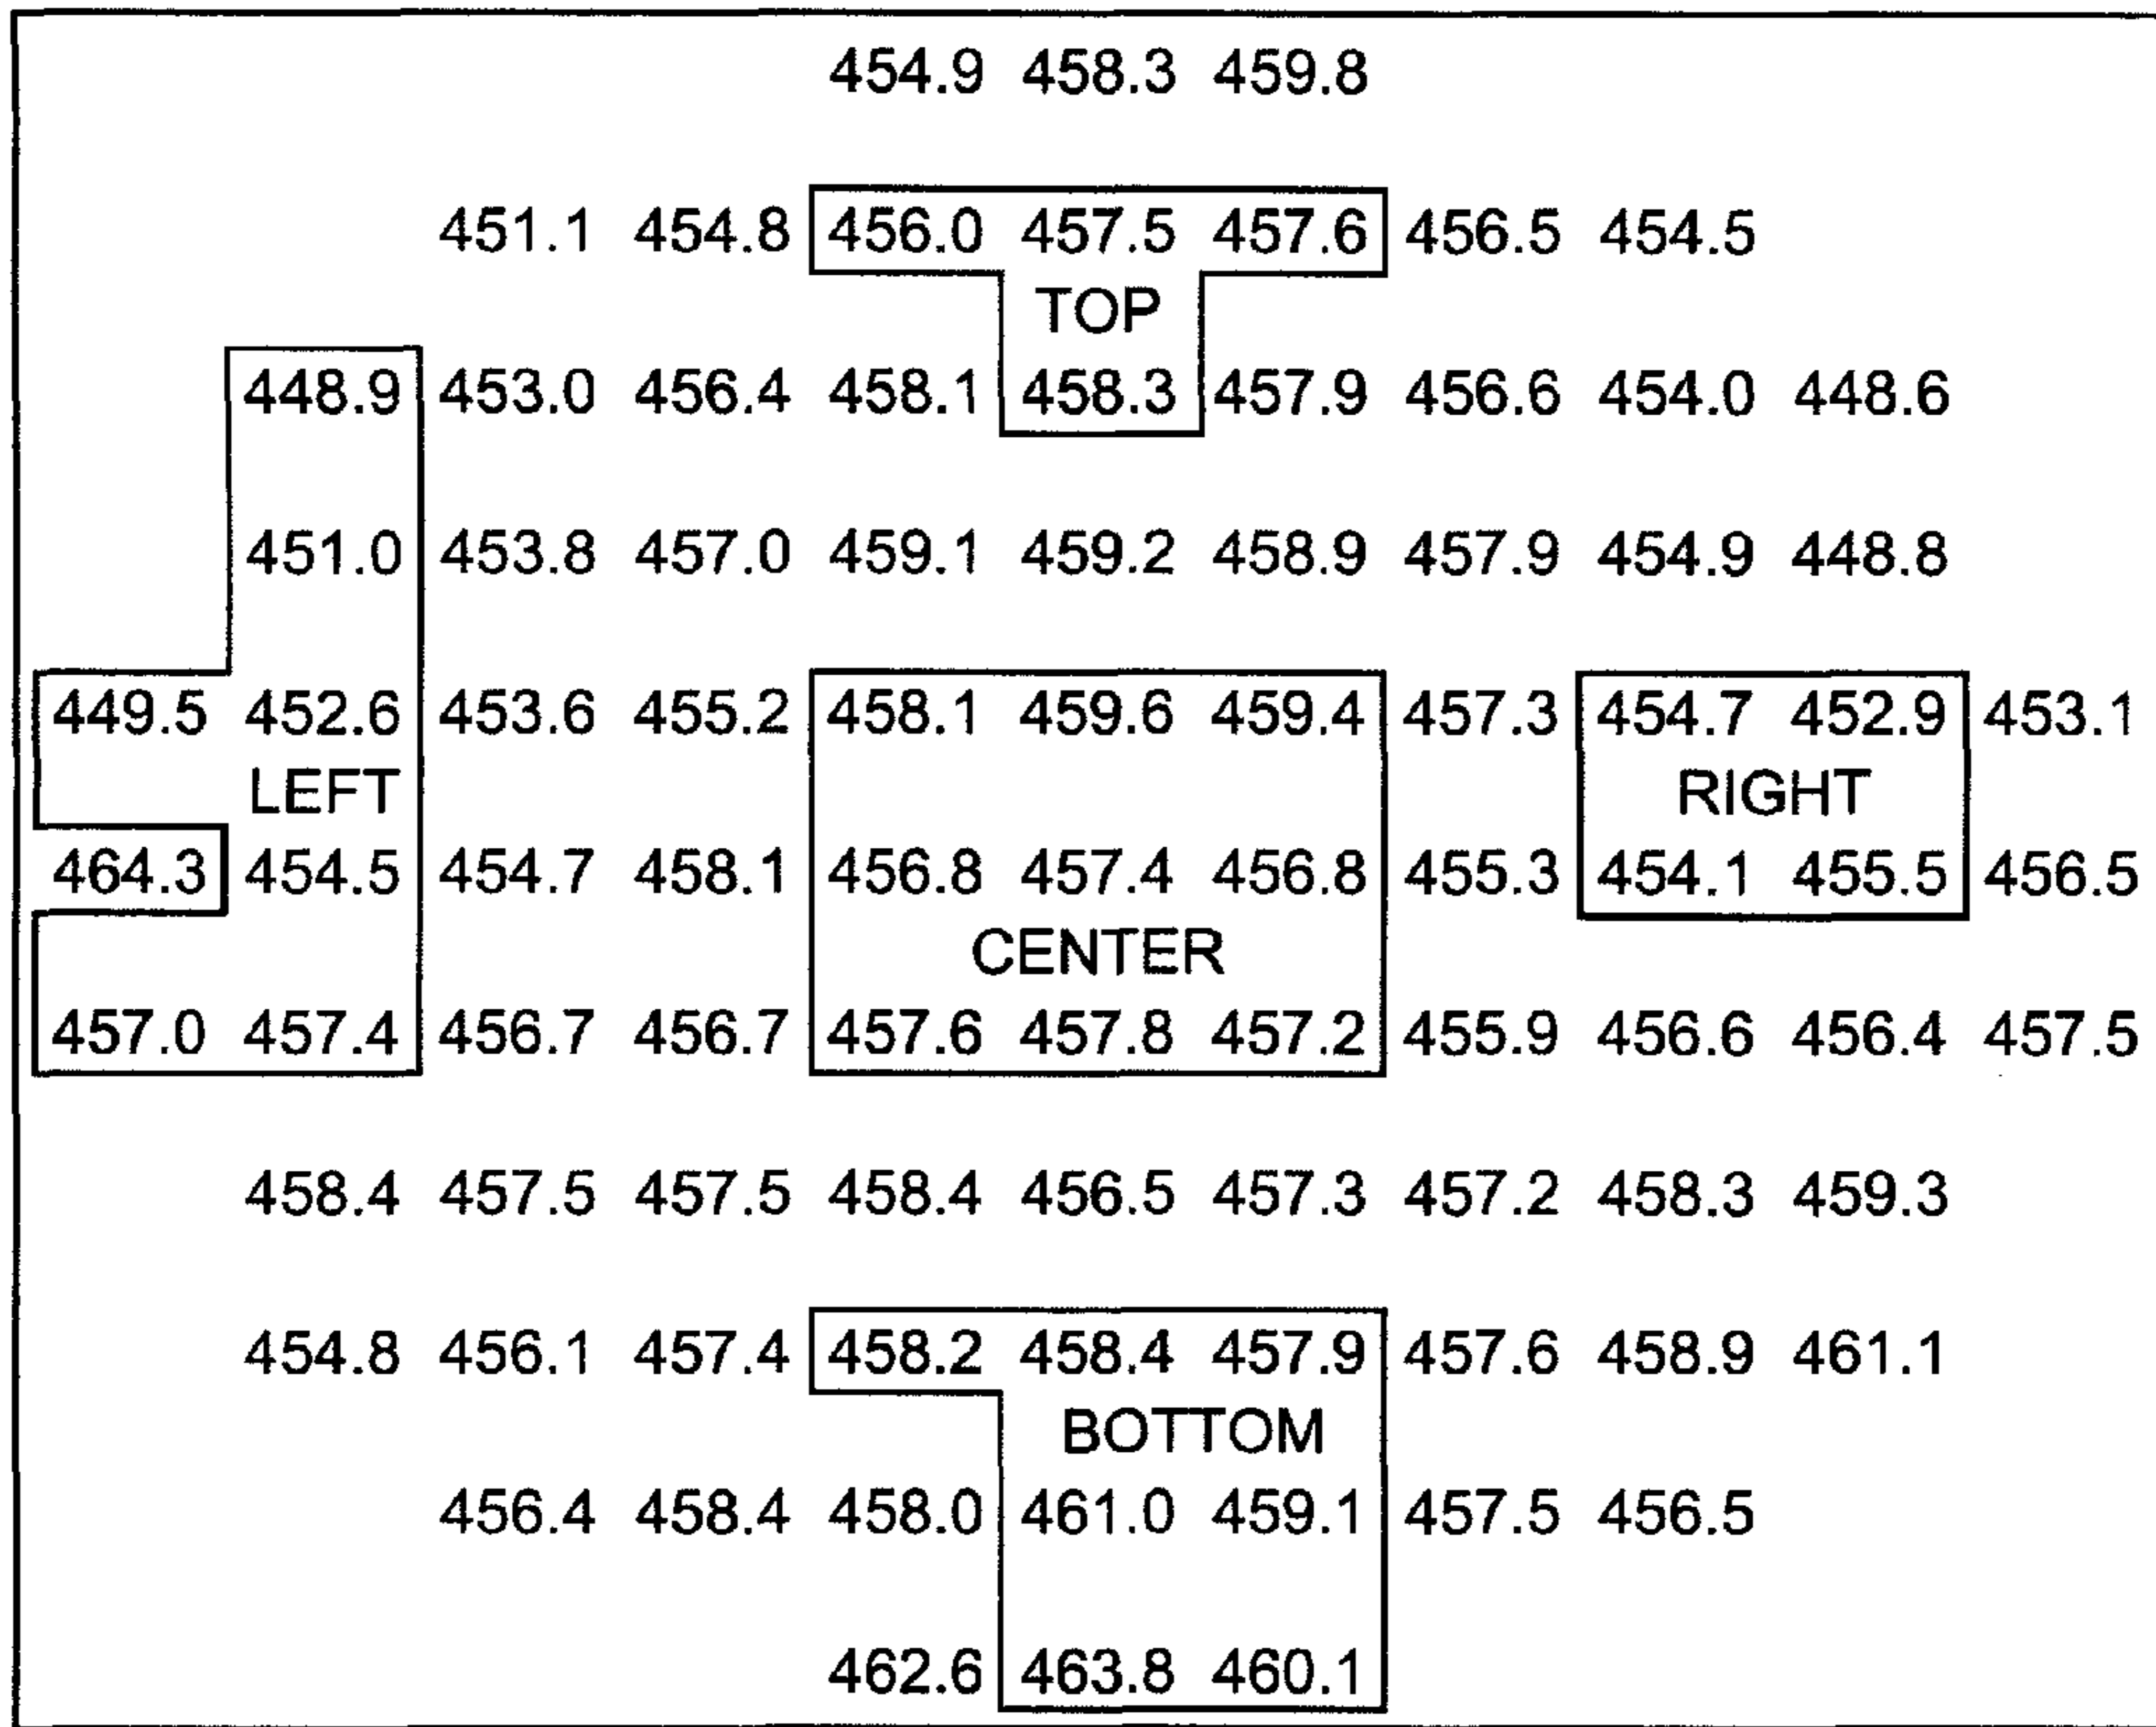 454.9 458.3 459.8
451.1 454.8 456.0 457.5 457.6 456.5 454.5
TOP
448.9 453.0 456.4 458.1 458.3 457.9 456.6 454.0 448.6
451.0 453.8 457.0 459.1 459.2 458.9 457.9 454.9 448.8
449.5 452.6 453.6 455.2 458.1 459.6 459.4 457.3 454.7 452.9 453.1
LEFT RIGHT
464.3 454.5 454.7 458.1 456.8 457.4 456.8 455.3 454.1 455.5 456.5
CENTER
457.0 457.4 456.7 456.7 457.6 457.8 457.2 455.9 456.6 456.4 457.5
458.4 457.5 457.5 458.4 456.5 457.3 457.2 458.3 459.3
454.8 456.1 457.4 458.2 458.4 457.9 457.6 458.9 461.1
BOTTOM
456.4 458.4 458.0 461.0 459.1 457.5 456.5
462.6 463.8 460.1